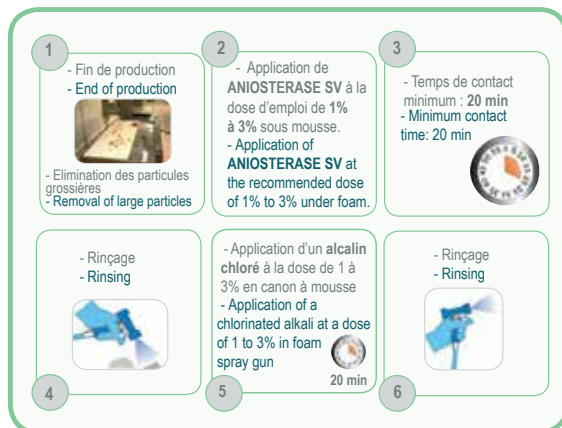 1
- Fin de production
- End of production
- Elimination des particules
grossières
- Removal of large particles
2
- Application de
ANIOSTERASE SV à la
dose d'emploi de 1%
à 3% sous mousse.
- Application of
ANIOSTERASE SV at
the recommended dose
of 1% to 3% under foam.
3
- Temps de contact
minimum : 20 min
- Minimum contact
time: 20 min
- Rinçage
- Rinsing
4
- Application d'un alcalin
chloré à la dose de 1 à
3% en canon à mousse
- Application of a
chlorinated alkali at a dose
of 1 to 3% in foam
spray gun
20 min
5
- Rinçage
- Rinsing
6